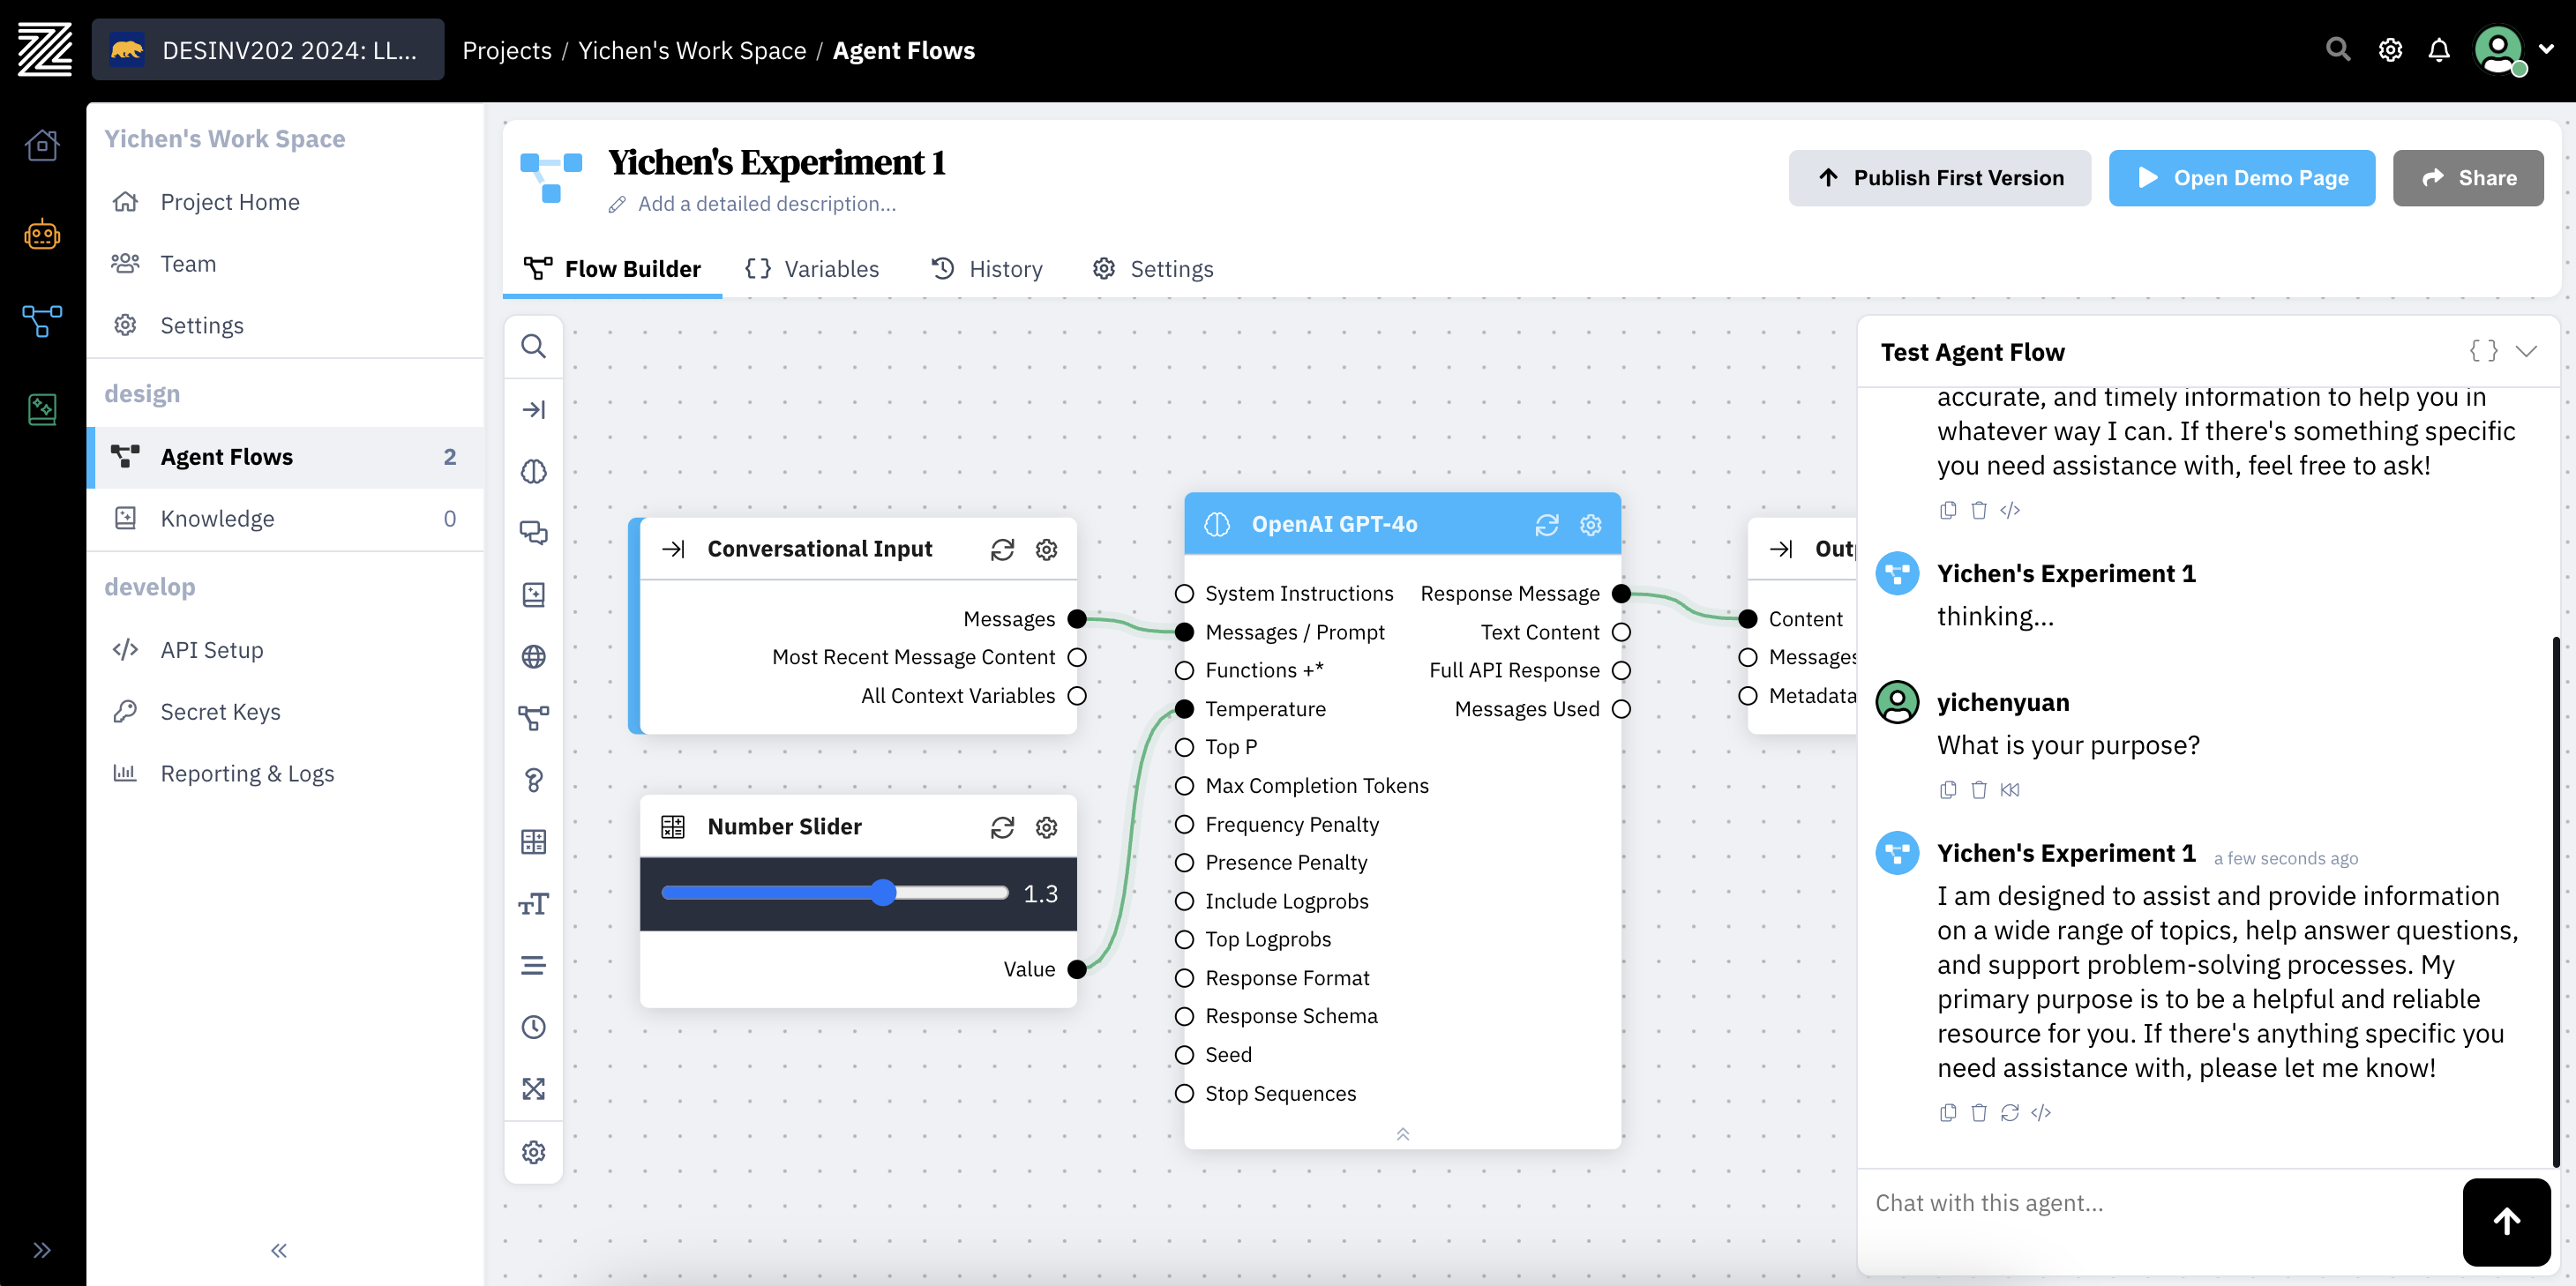 DESINV202 2024: LL...
Projects / Yichen's Work Space / Agent Flows
Yichen's Work Space
Project Home
Team
Settings
design
Agent Flows 2
Knowledge 0
develop
API Setup
Secret Keys
Reporting & Logs
Yichen's Experiment 1
Add a detailed description...
Publish First Version
Open Demo Page
Share
Flow Builder
Variables
History
Settings
Conversational Input
Messages
Most Recent Message Content
All Context Variables
Number Slider
1.3
Value
OpenAI GPT-4o
System Instructions
Response Message
Messages / Prompt
Text Content
Functions +*
Full API Response
Temperature
Messages Used
Top P
Max Completion Tokens
Frequency Penalty
Presence Penalty
Include Logprobs
Top Logprobs
Response Format
Response Schema
Seed
Stop Sequences
Content
Messages
Metadata
Test Agent Flow
accurate, and timely information to help you in
whatever way I can. If there's something specific
you need assistance with, feel free to ask!
Yichen's Experiment 1
thinking...
yichenyuan
What is your purpose?
Yichen's Experiment 1 a few seconds ago
I am designed to assist and provide information
on a wide range of topics, help answer questions,
and support problem-solving processes. My
primary purpose is to be a helpful and reliable
resource for you. If there's anything specific you
need assistance with, please let me know!
Chat with this agent...